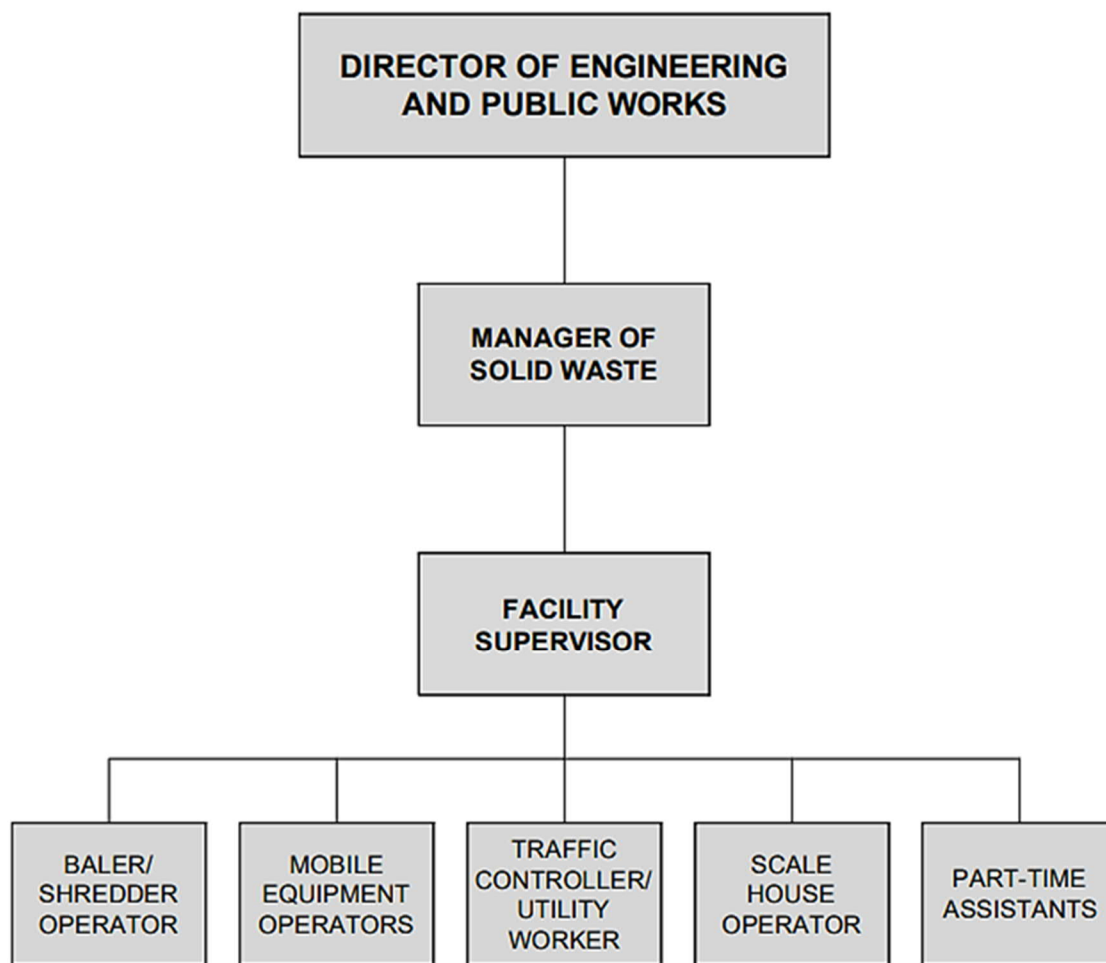 DIRECTOR OF ENGINEERING
AND PUBLIC WORKS
MANAGER OF
SOLID WASTE
FACILITY
SUPERVISOR
BALER/
SHREDDER
OPERATOR
MOBILE
EQUIPMENT
OPERATORS
TRAFFIC
CONTROLLER/
UTILITY
WORKER
SCALE
HOUSE
OPERATOR
PART-TIME
ASSISTANTS